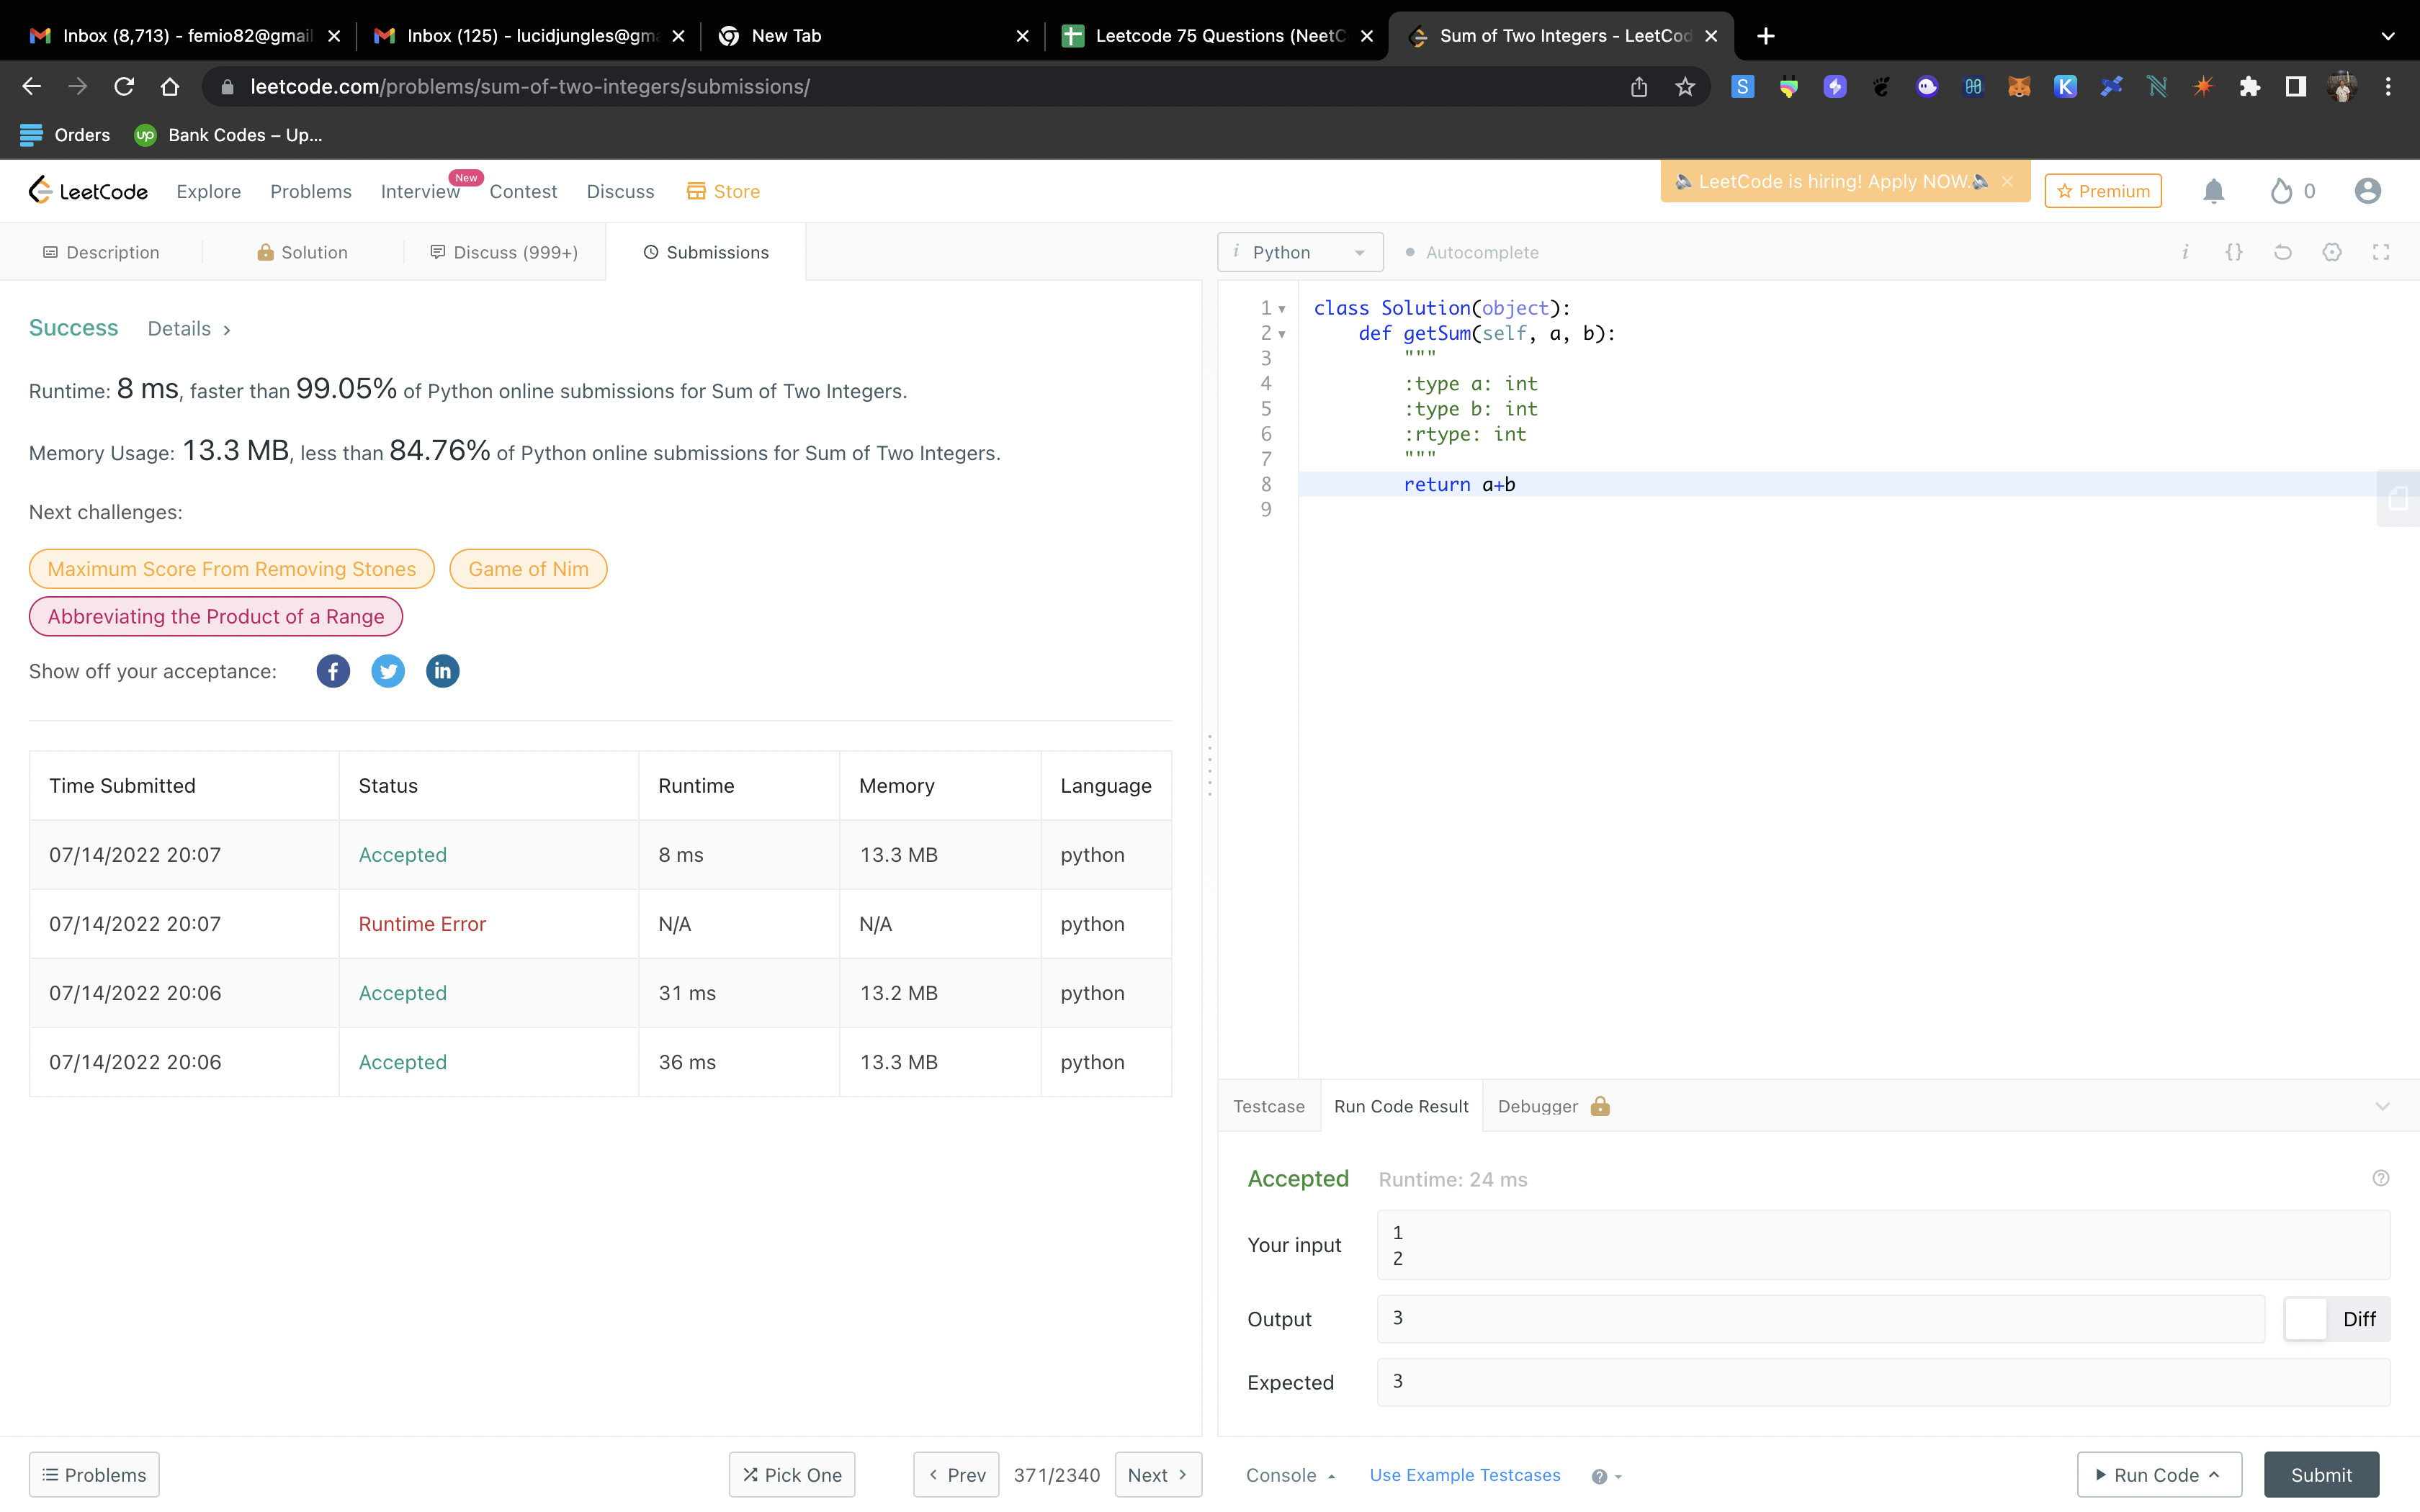 Inbox (8,713) - femio82@gmail
Inbox (125) - lucidjungles@gma
New Tab
Leetcode 75 Questions (NeetC
Sum of Two Integers - LeetCod
leetcode.com/problems/sum-of-two-integers/submissions/
Orders
up Bank Codes – Up...
LeetCode Explore Problems Interview New Contest Discuss Store
LeetCode is hiring! Apply NOW.
Premium
0
Description Solution Discuss (999+) Submissions
i Python Autocomplete
i {}
Success Details >
Runtime: 8 ms, faster than 99.05% of Python online submissions for Sum of Two Integers.
Memory Usage: 13.3 MB, less than 84.76% of Python online submissions for Sum of Two Integers.
Next challenges:
Maximum Score From Removing Stones
Game of Nim
Abbreviating the Product of a Range
Show off your acceptance:
Time Submitted Status Runtime Memory Language
07/14/2022 20:07 Accepted 8 ms 13.3 MB python
07/14/2022 20:07 Runtime Error N/A N/A python
07/14/2022 20:06 Accepted 31 ms 13.2 MB python
07/14/2022 20:06 Accepted 36 ms 13.3 MB python
1 class Solution(object):
2 def getSum(self, a, b):
3 """
4 :type a: int
5 :type b: int
6 :rtype: int
7 """
8 return a+b
9
Testcase Run Code Result Debugger
Accepted Runtime: 24 ms
Your input
1
2
Output
3
Diff
Expected
3
Problems
Pick One
Prev 371/2340 Next
Console Use Example Testcases
Run Code
Submit